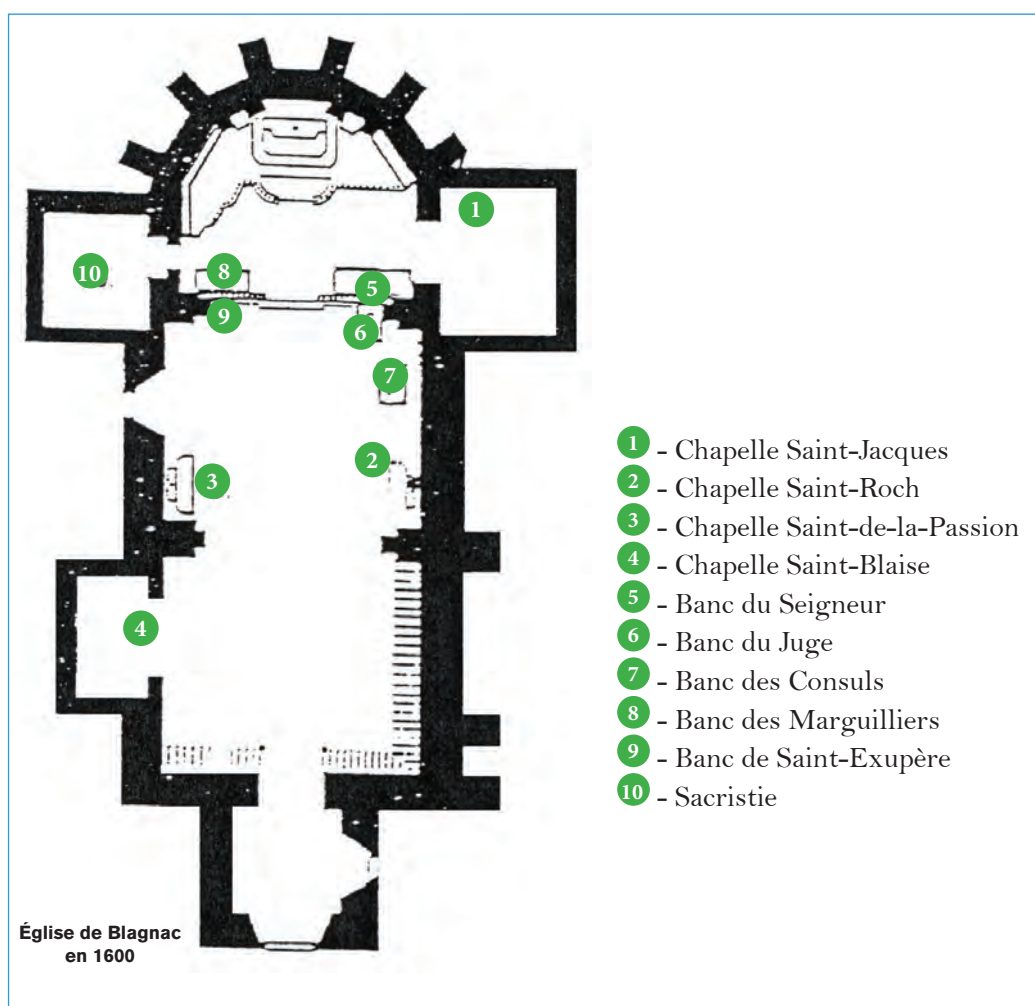 1
10
8
5
9
6
7
2
3
4
1 - Chapelle Saint-Jacques
2 - Chapelle Saint-Roch
3 - Chapelle Saint-de-la-Passion
4 - Chapelle Saint-Blaise
5 - Banc du Seigneur
6 - Banc du Juge
7 - Banc des Consuls
8 - Banc des Marguilliers
9 - Banc de Saint-Exupère
10 - Sacristie
Église de Blagnac
en 1600